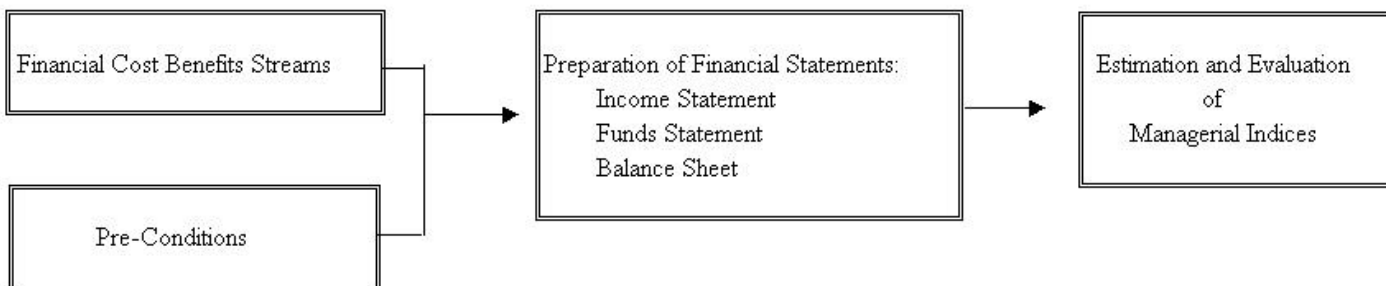 Financial Cost Benefits Streams
Pre-Conditions
Preparation of Financial Statements:
Income Statement
Funds Statement
Balance Sheet
Estimation and Evaluation
of
Managerial Indices